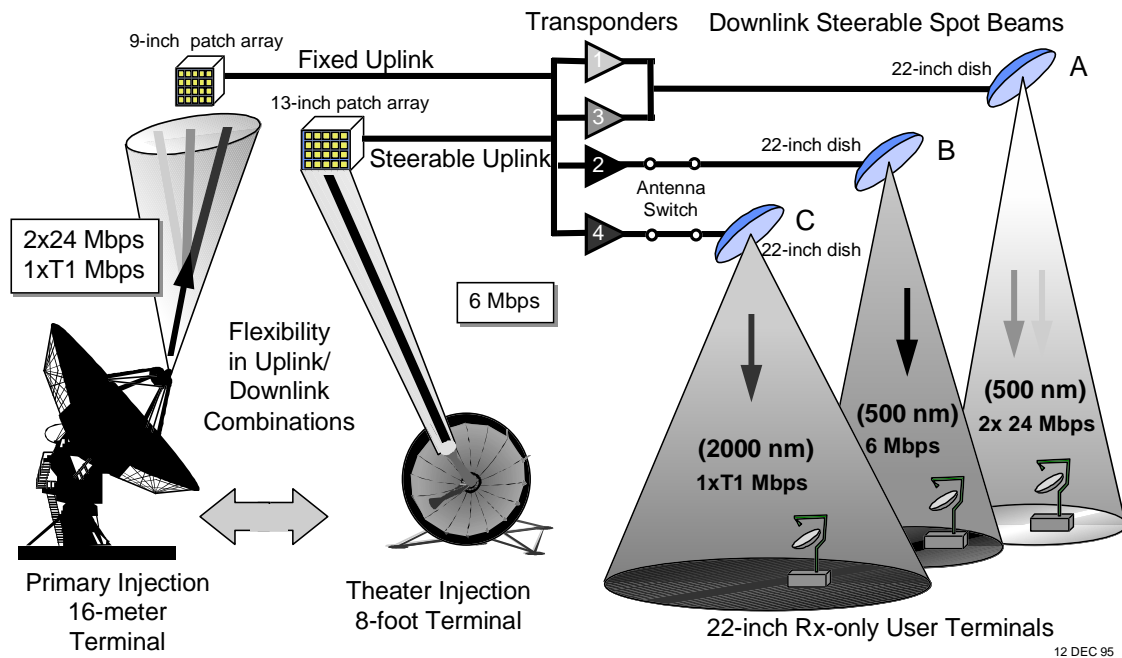 Transponders
Downlink Steerable Spot Beams
9-inch patch array
Fixed Uplink
1
22-inch dish
A
13-inch patch array
3
Steerable Uplink
2
22-inch dish
B
Antenna
Switch
4
C
22-inch dish
2x24 Mbps
1xT1 Mbps
6 Mbps
Flexibility
in Uplink/
Downlink
Combinations
(500 nm)
2x 24 Mbps
(500 nm)
6 Mbps
(2000 nm)
1xT1 Mbps
Primary Injection
16-meter
Terminal
Theater Injection
8-foot Terminal
22-inch Rx-only User Terminals
12 DEC 95